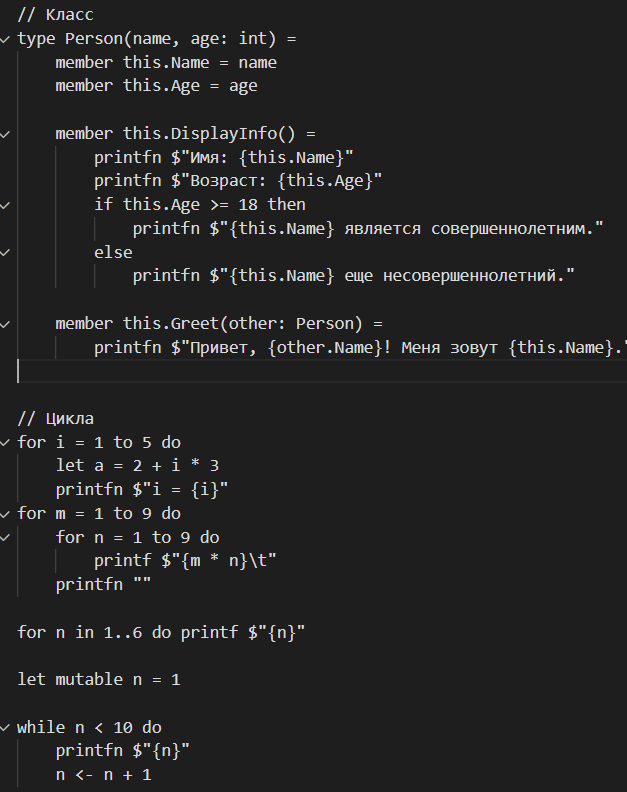 // Класс
type Person(name, age: int) =
    member this.Name = name
    member this.Age = age

    member this.DisplayInfo() =
        printfn $"Имя: {this.Name}"
        printfn $"Возраст: {this.Age}"
        if this.Age >= 18 then
            printfn $"{this.Name} является совершеннолетним."
        else
            printfn $"{this.Name} еще несовершеннолетний."

    member this.Greet(other: Person) =
        printfn $"Привет, {other.Name}! Меня зовут {this.Name}."

// Цикла
for i = 1 to 5 do
    let a = 2 + i * 3
    printfn $"i = {i}"
for m = 1 to 9 do
    for n = 1 to 9 do
        printf $"{m * n}\t"
    printfn ""

for n in 1..6 do printf $"{n}"

let mutable n = 1

while n < 10 do
    printfn $"{n}"
    n <- n + 1